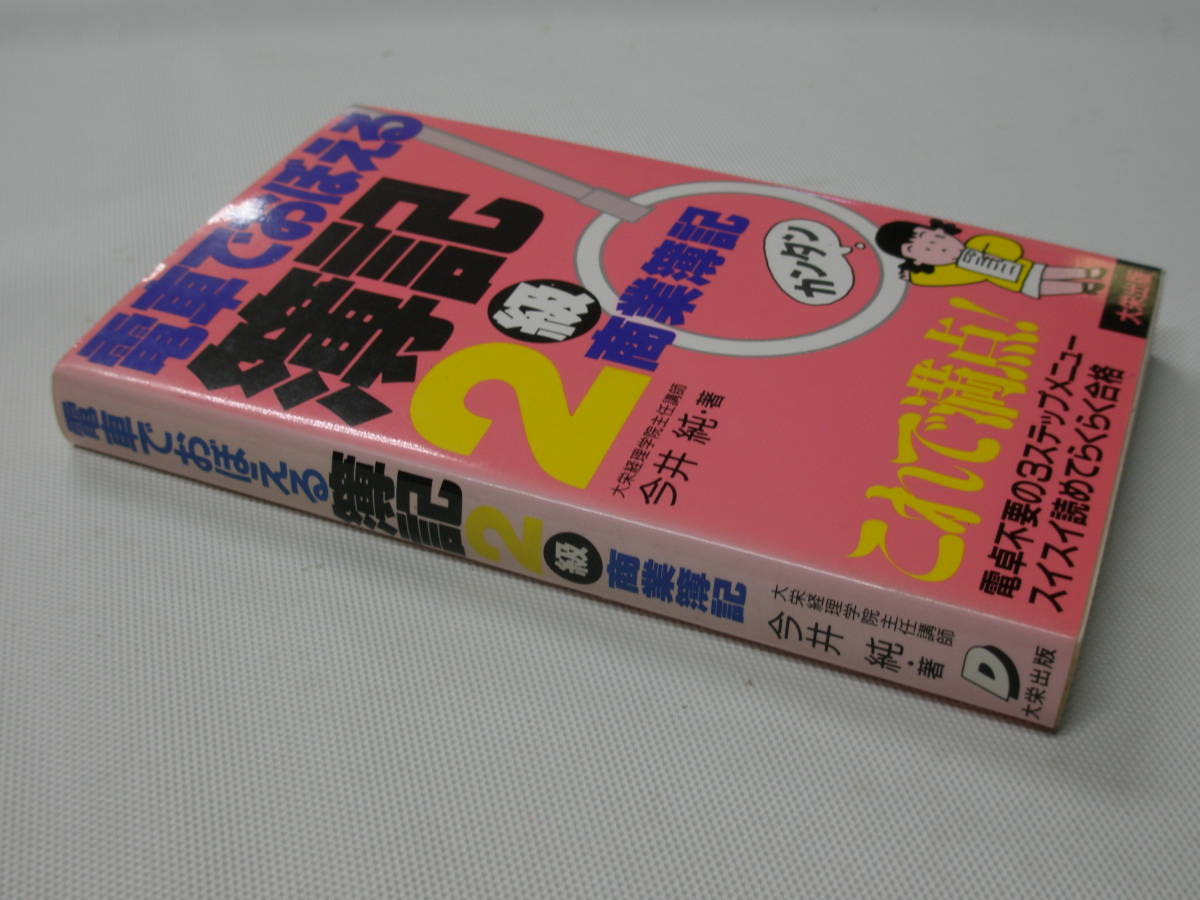 電車でおぼえる
簿記
2級
商業簿記
カンタン
大栄経理学院主任講師
今井 純・著
これで満点!
電卓不要の3ステップメニュー
スイスイ読めてらくらく合格
大栄出版
電車でおぼえる簿記2級商業簿記
大栄経理学院主任講師
今井 純・著
D
大栄出版